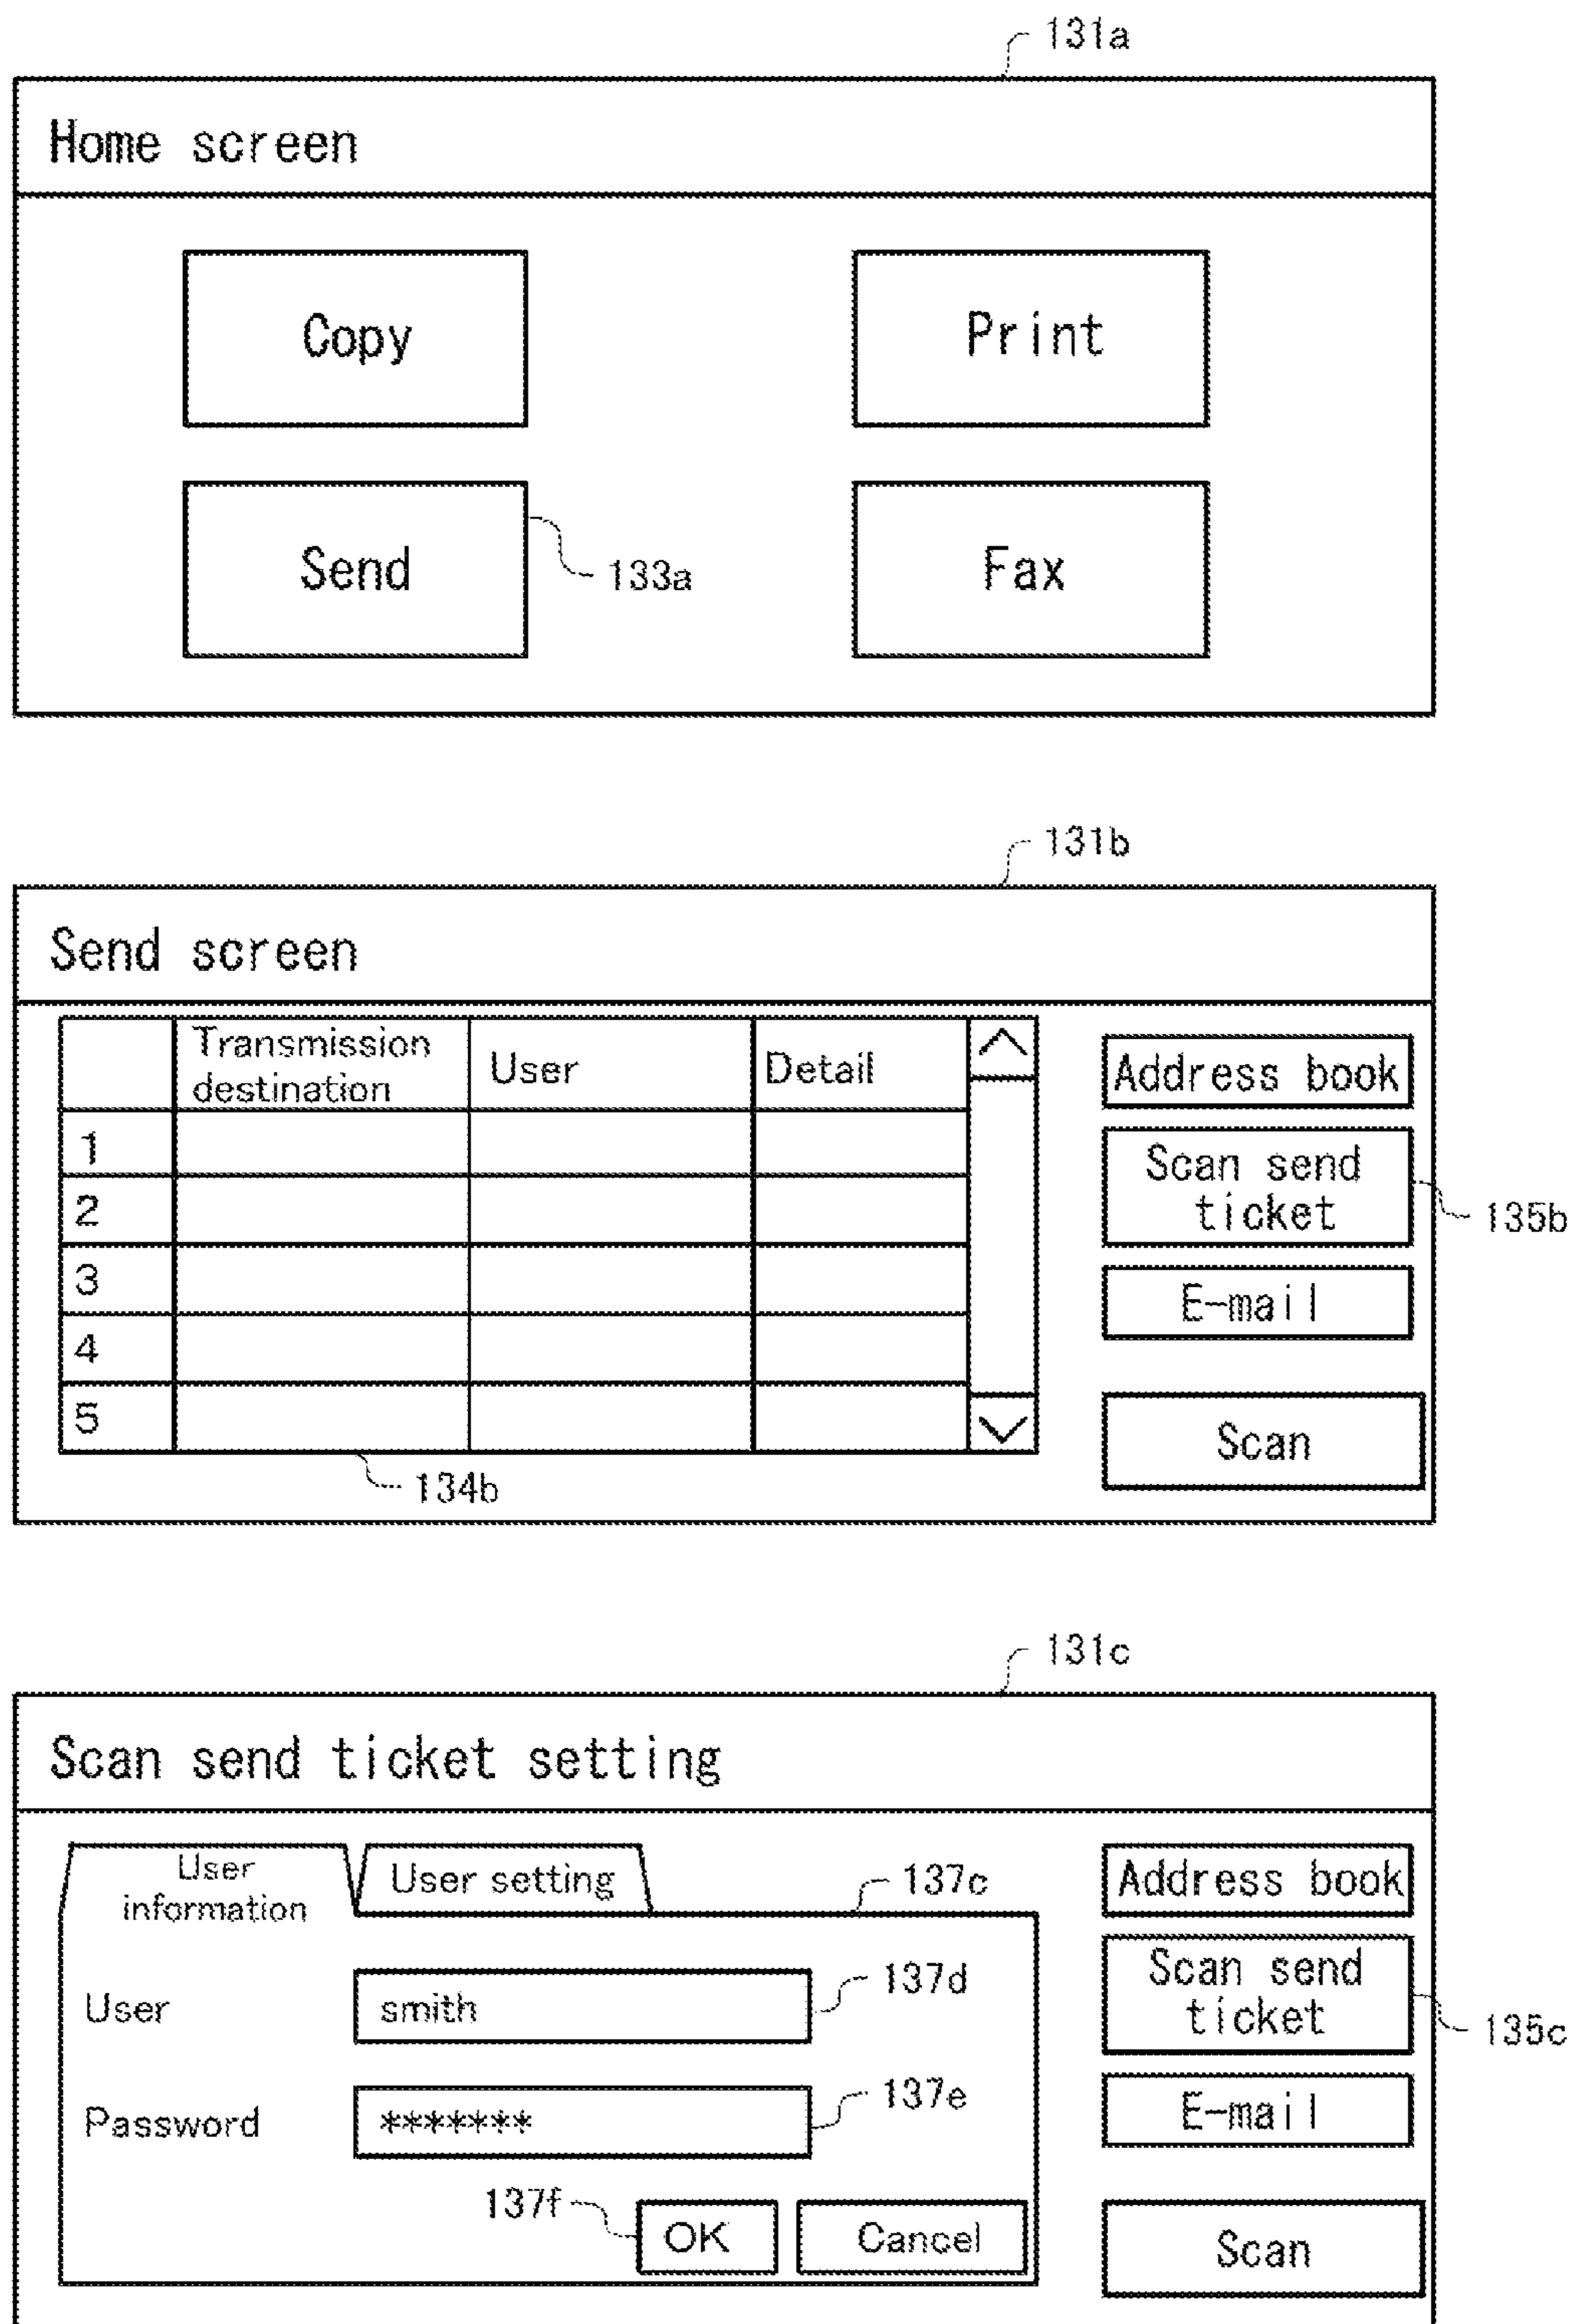 131a
Home screen
Copy
Print
Send
133a
Fax
131b
Send screen
Transmission
destination
User
Detail
Address book
1
Scan send
ticket
135b
2
3
E-mail
4
5
Scan
134b
131c
Scan send ticket setting
User
information
User setting
137c
Address book
User
smith
137d
Scan send
ticket
135c
Password
*******
137e
E-mail
137f
OK
Cancel
Scan